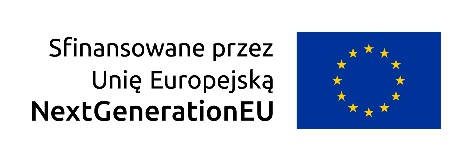 Sfinansowane przez
Unię Europejską
NextGenerationEU